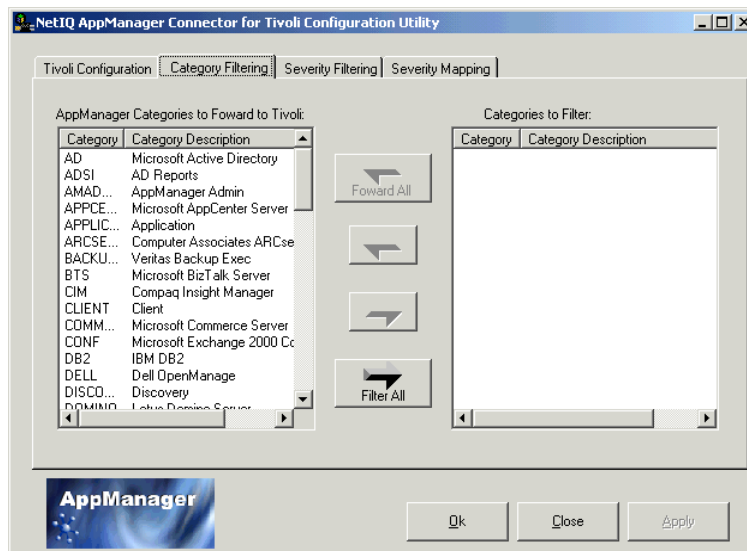 NetIQ AppManager Connector for Tivoli Configuration Utility
Tivoli Configuration Category Filtering Severity Filtering Severity Mapping
AppManager Categories to Foward to Tivoli:
Categories to Filter:
Category Category Description
Category Category Description
AD Microsoft Active Directory
ADSI AD Reports
AMAD... AppManager Admin
APPCE... Microsoft AppCenter Server
APPLIC... Application
ARCSE... Computer Associates ARCse
BACKU... Veritas Backup Exec
BTS Microsoft BizTalk Server
CIM Compaq Insight Manager
CLIENT Client
COMM... Microsoft Commerce Server
CONF Microsoft Exchange 2000 Co
DB2 IBM DB2
DELL Dell OpenManage
DISCO... Discovery
DOMINO Lotus Domino Server
Foward All
Filter All
AppManager
Ok Close Apply